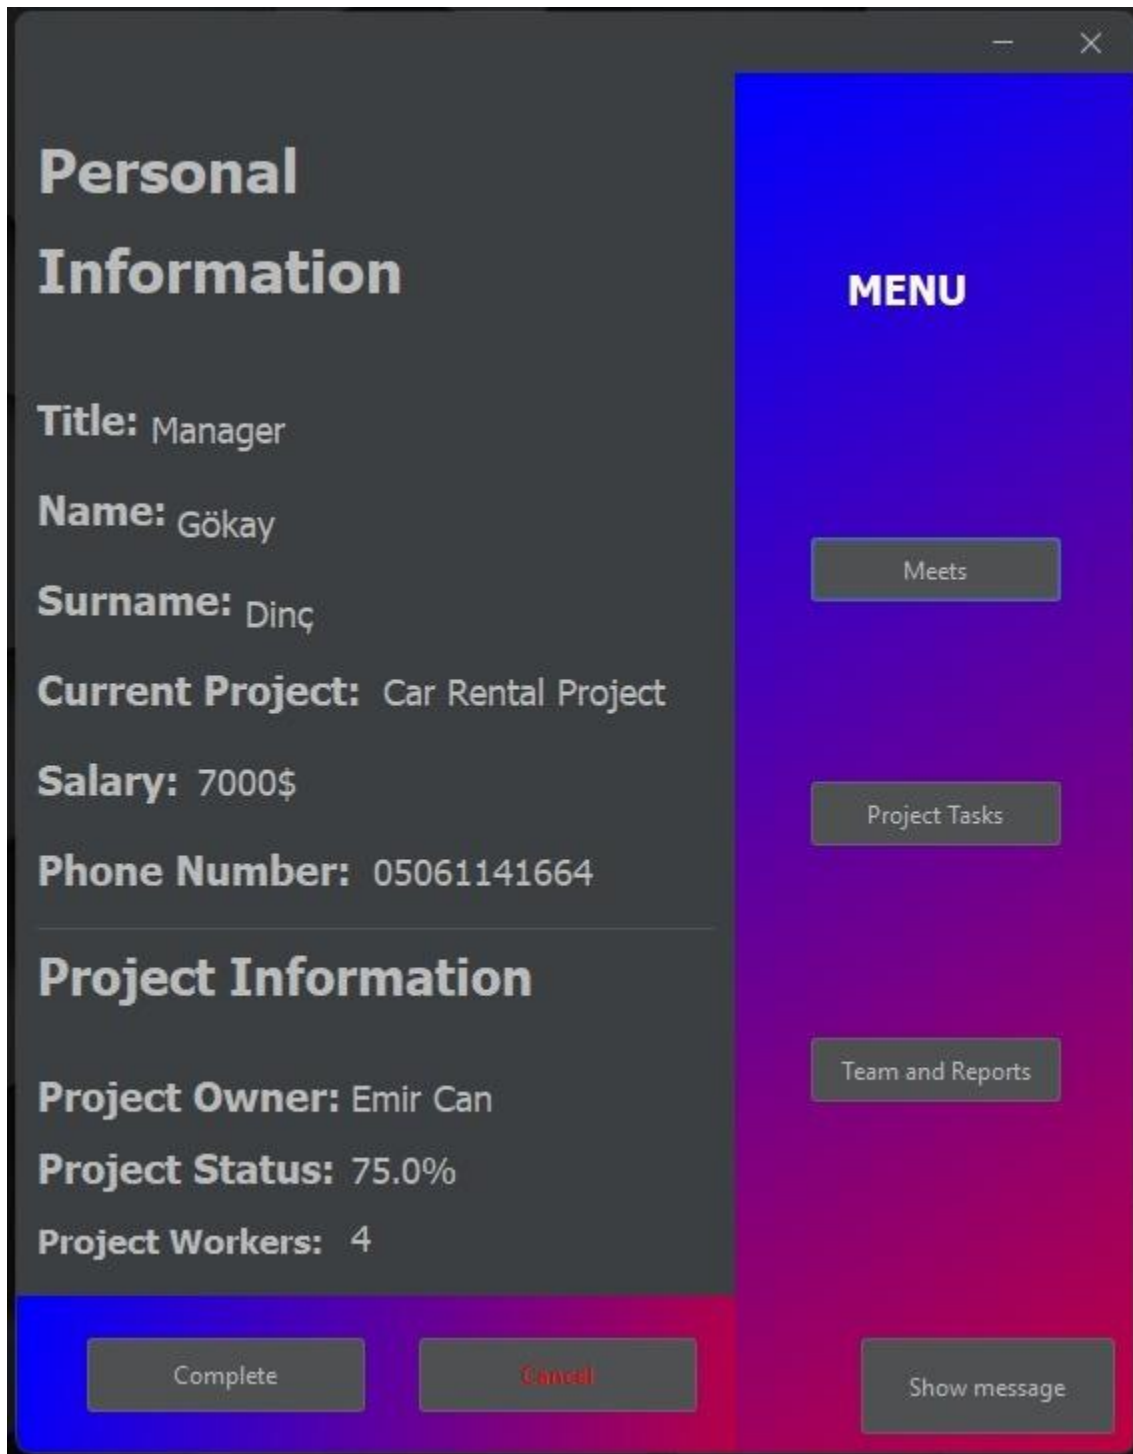 Personal
Information
Title: Manager
Name: Gökay
Surname: Dinç
Current Project: Car Rental Project
Salary: 7000$
Phone Number: 05061141664
Project Information
Project Owner: Emir Can
Project Status: 75.0%
Project Workers: 4
Complete
Cancel
MENU
Meets
Project Tasks
Team and Reports
Show message